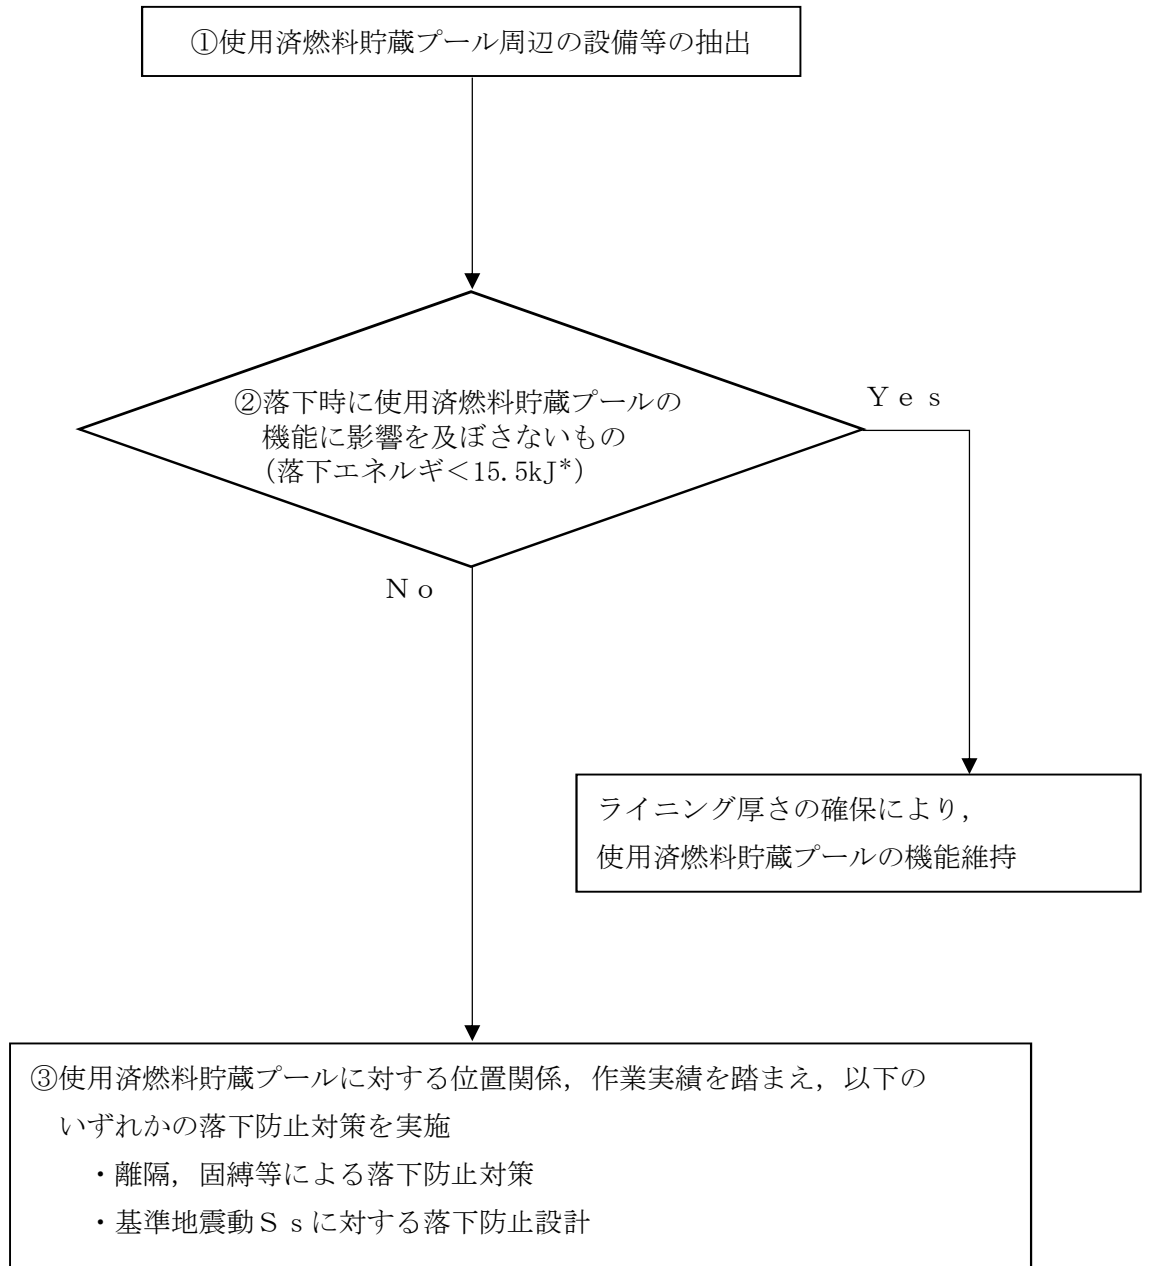 ①使用済燃料貯蔵プール周辺の設備等の抽出
②落下時に使用済燃料貯蔵プールの
機能に影響を及ぼさないもの
（落下エネルギ＜15.5kJ*）
Ｙｅｓ
Ｎｏ
ライニング厚さの確保により，
使用済燃料貯蔵プールの機能維持
③使用済燃料貯蔵プールに対する位置関係，作業実績を踏まえ，以下の
いずれかの落下防止対策を実施
・離隔，固縛等による落下防止対策
・基準地震動Ｓｓに対する落下防止設計